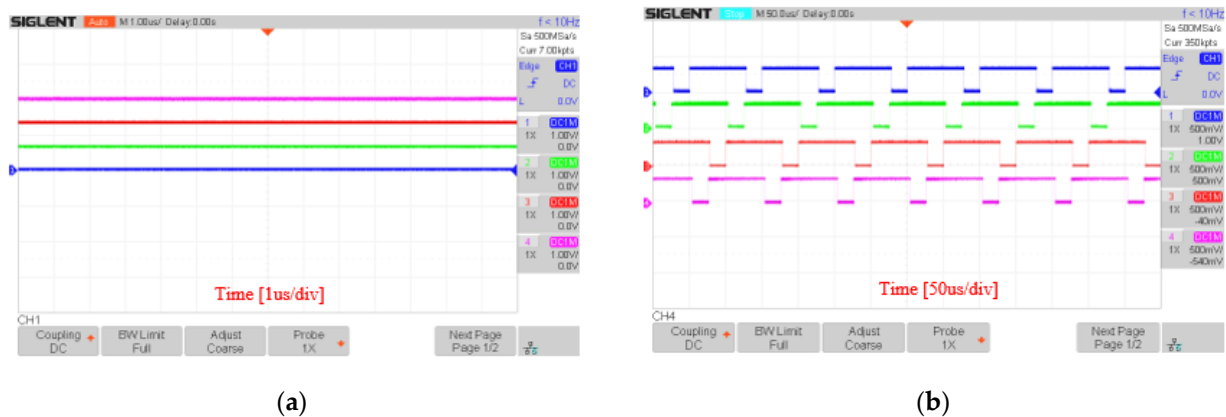 SIGLENT Auto M 1.00us/ Delay:0.00s f < 10Hz
Sa 500MSa/s
Curr 7.00kpts
Edge CH1
DC
L 0.0V
1 DC1M
1X 1.00V/
0.0V
2 DC1M
1X 1.00V/
0.0V
3 DC1M
1X 1.00V/
0.0V
4 DC1M
1X 1.00V/
0.0V
Time [1us/div]
CH1
Coupling
DC
BW Limit
Full
Adjust
Coarse
Probe
1X
Next Page
Page 1/2
(a)
SIGLENT Stop M 50.0us/ Delay:0.00s f < 10Hz
Sa 500MSa/s
Curr 350kpts
Edge CH1
DC
L 0.0V
1 DC1M
1X 500mV/
1.00V
2 DC1M
1X 500mV/
500mV
3 DC1M
1X 500mV/
-40mV
4 DC1M
1X 500mV/
-540mV
Time [50us/div]
CH4
Coupling
DC
BW Limit
Full
Adjust
Coarse
Probe
1X
Next Page
Page 1/2
(b)